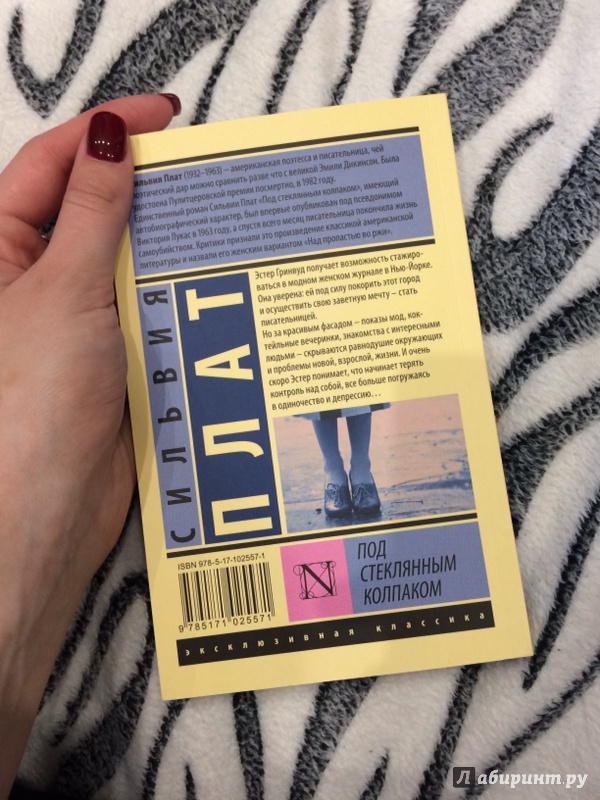 ильвия Плат (1932–1963) – американская поэтесса и писательница, чей
оэтический дар можно сравнить разве что с великой Эмили Дикинсон. Была
удостоена Пулитцеровской премии посмертно, в 1982 году.
Единственный роман Сильвии Плат «Под стеклянным колпаком», имеющий
автобиографический характер, был впервые опубликован под псевдонимом
Виктория Лукас в 1963 году, а спустя всего месяц писательница покончила жизнь
самоубийством. Критики признали это произведение классикой американской
литературы и назвали его женским вариантом «Над пропастью во ржи».
СИЛЬВИЯ
ПЛАТ
Эстер Гринвуд получает возможность стажиро-
ваться в модном женском журнале в Нью-Йорке.
Она уверена: ей под силу покорить этот город
и осуществить свою заветную мечту – стать
писательницей.
Но за красивым фасадом – показы мод, кок-
тейльные вечеринки, знакомства с интересными
людьми – скрываются равнодушие окружающих
и проблемы новой, взрослой, жизни. И очень
скоро Эстер понимает, что начинает терять
контроль над собой, все больше погружаясь
в одиночество и депрессию…
ISBN 978-5-17-102557-1
9 785171 025571
N
ПОД
СТЕКЛЯННЫМ
КОЛПАКОМ
эксклюзивная классика
Лабиринт.ру